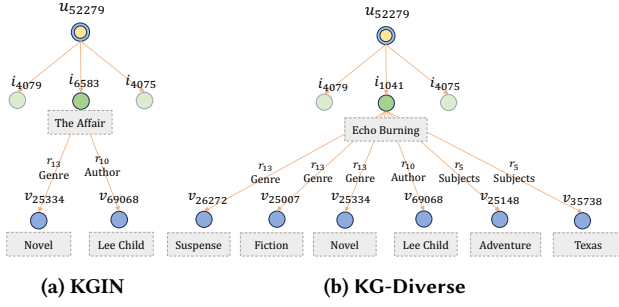 u52279
i4079 i6583 i4075
The Affair
r13 Genre
r10 Author
v25334 v69068
Novel Lee Child
(a) KGIN
u52279
i4079 i1041 i4075
Echo Burning
r13 Genre
r13 Genre
r13 Genre
r10 Author
r5 Subjects
r5 Subjects
v26272 v25007 v25334 v69068 v25148 v35738
Suspense Fiction Novel Lee Child Adventure Texas
(b) KG-Diverse